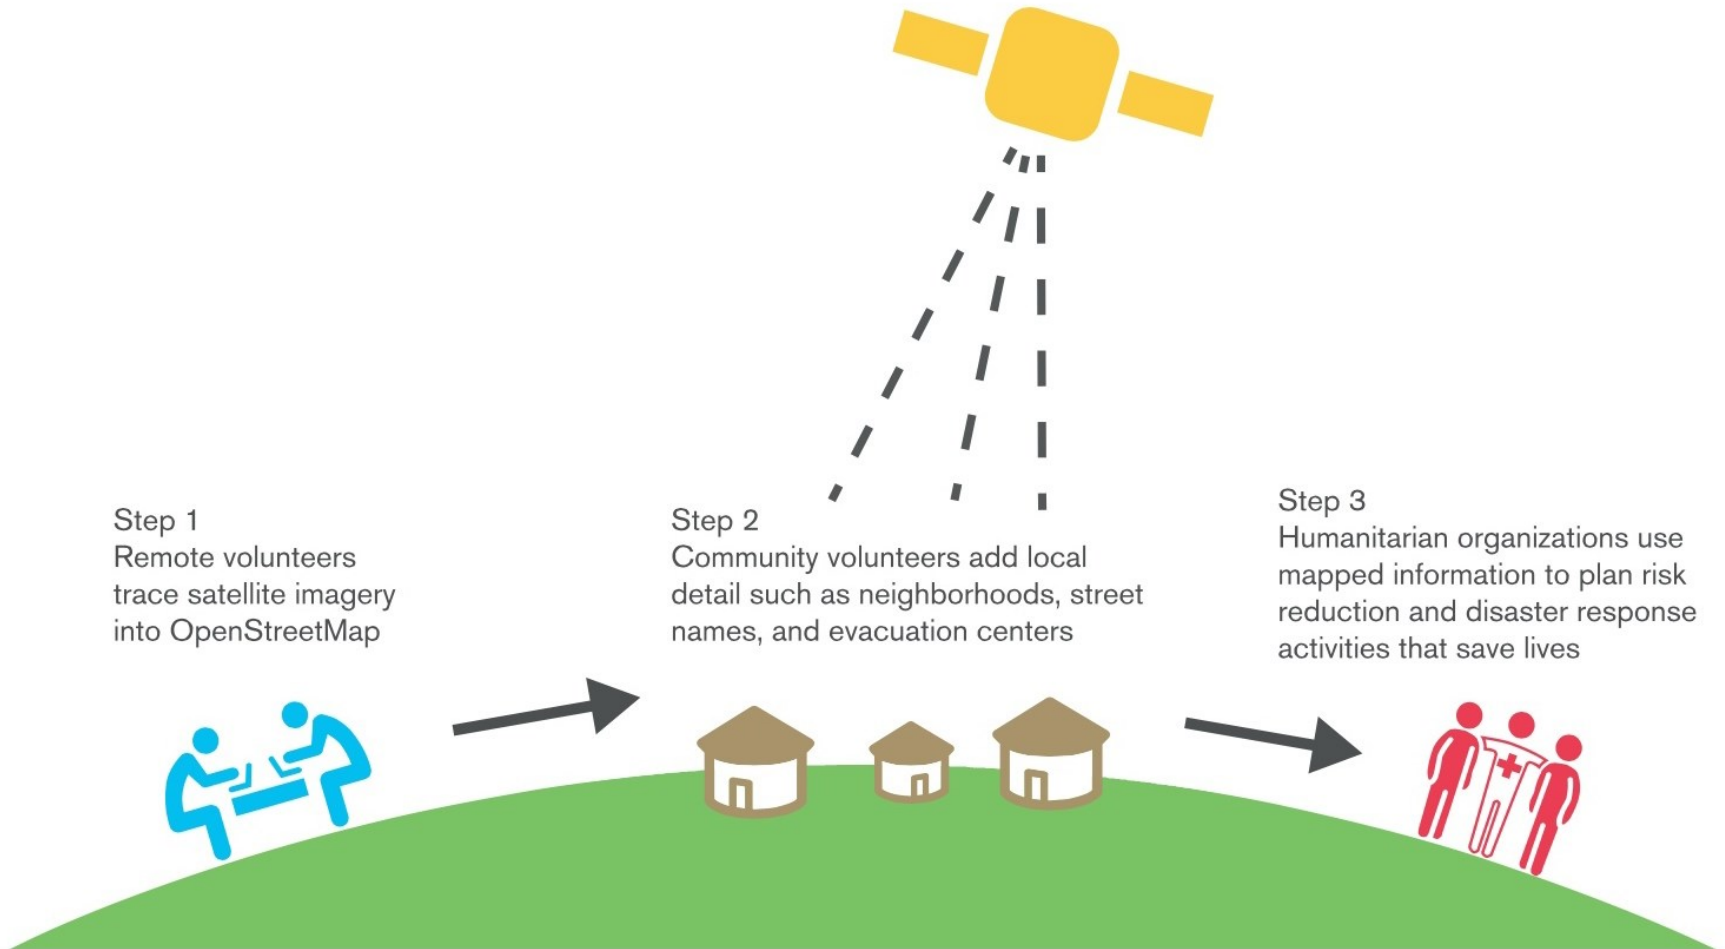 Step 1
Remote volunteers
trace satellite imagery
into OpenStreetMap
Step 2
Community volunteers add local
detail such as neighborhoods, street
names, and evacuation centers
Step 3
Humanitarian organizations use
mapped information to plan risk
reduction and disaster response
activities that save lives